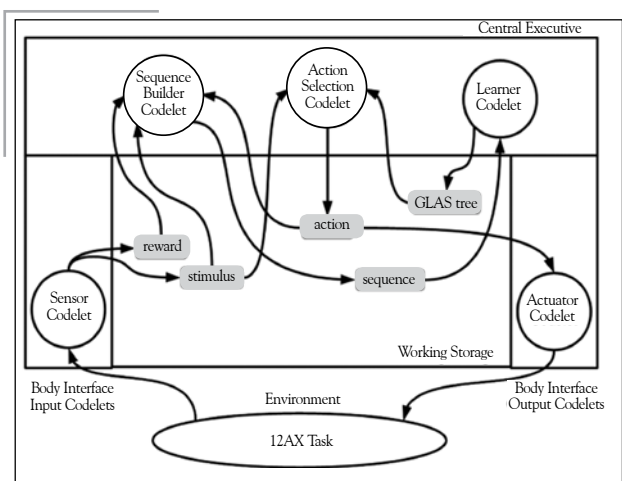 Central Executive
Sequence
Builder
Codelet
Action
Selection
Codelet
Learner
Codelet
GLAS tree
action
reward
stimulus
sequence
Sensor
Codelet
Actuator
Codelet
Working Storage
Body Interface
Input Codelets
Environment
Body Interface
Output Codelets
12AX Task